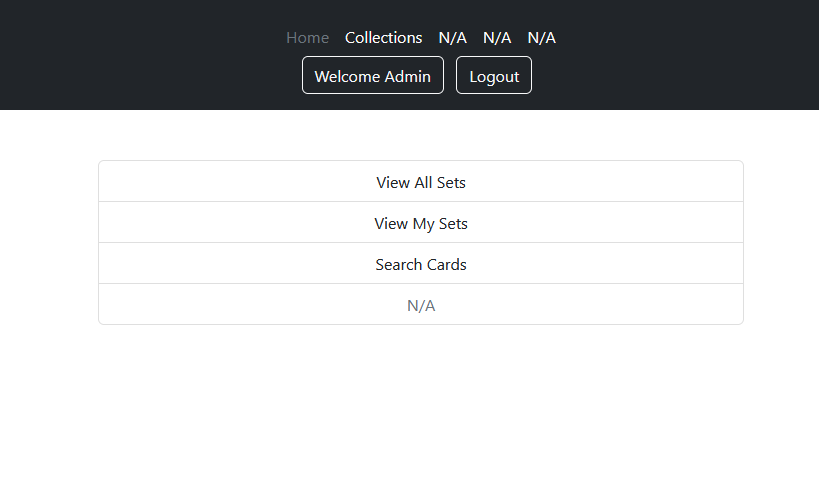 Home Collections N/A N/A N/A
Welcome Admin Logout
View All Sets
View My Sets
Search Cards
N/A